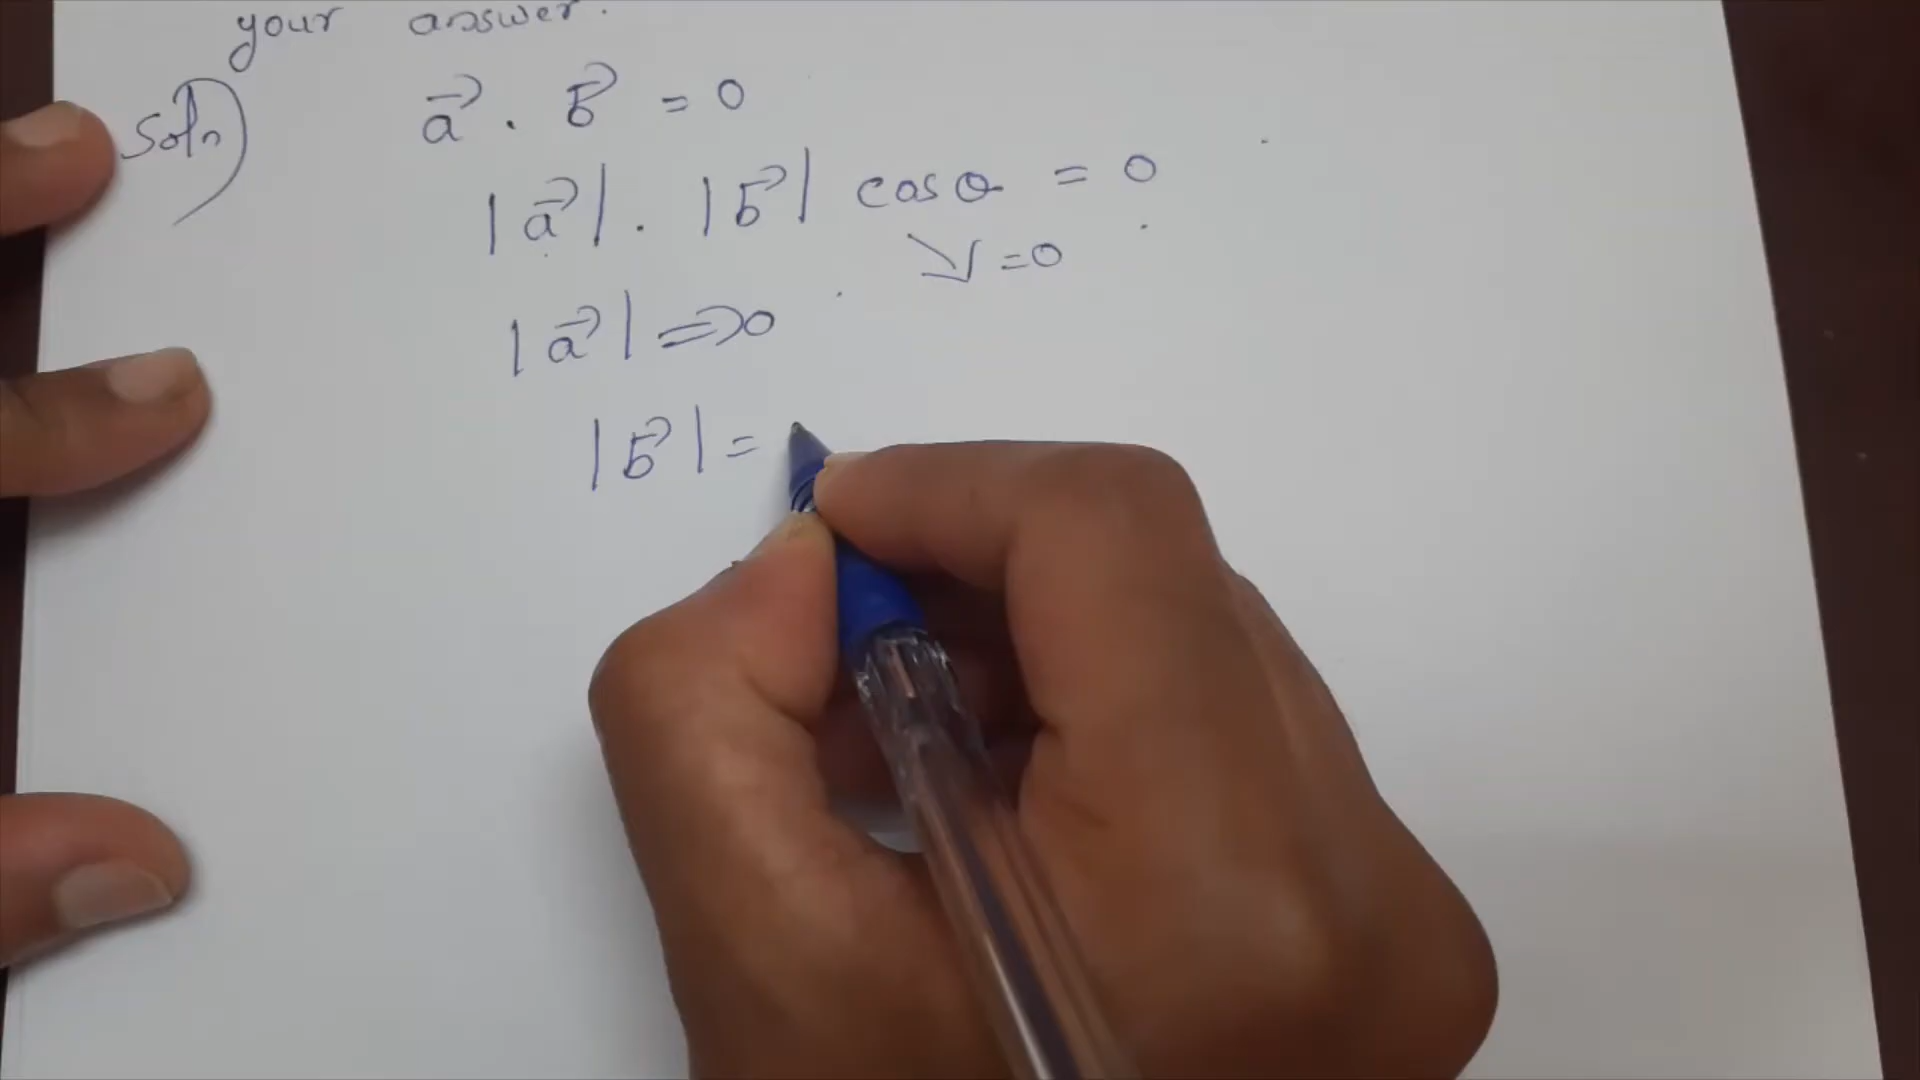 your answer.
Soln) a⃗ . b⃗ = 0
|a⃗| . |b⃗| cos θ = 0
↘ = 0
|a⃗| => 0
|b⃗| =